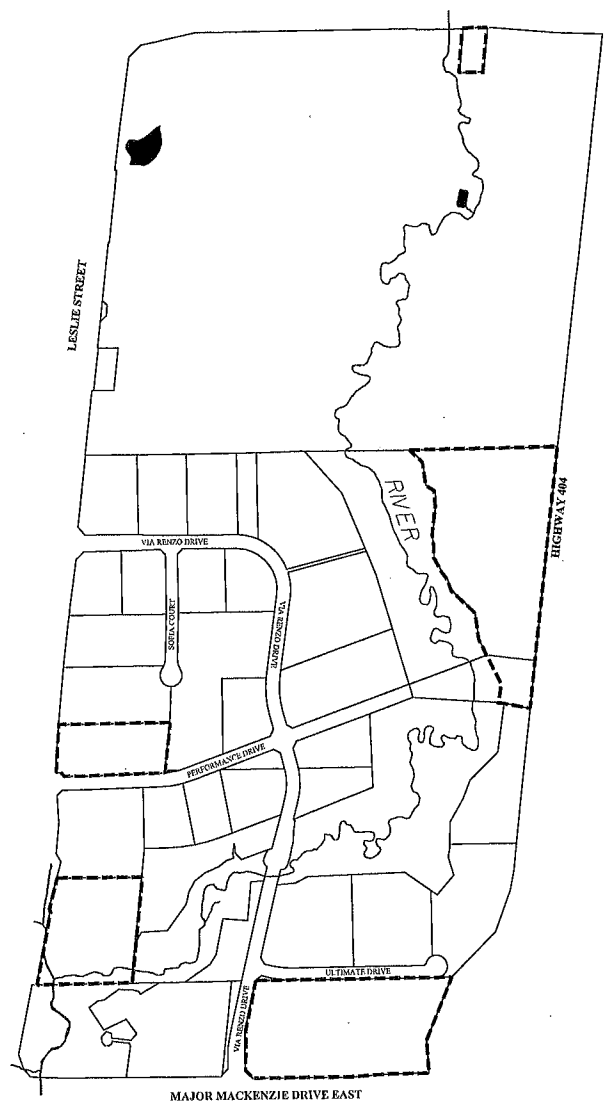 LESLIE STREET
RIVER
HIGHWAY 404
VIA RENZO DRIVE
SOFIA COURT
VIA RENZO DRIVE
PERFORMANCE DRIVE
ULTIMATE DRIVE
VIA RENZO DRIVE
MAJOR MACKENZIE DRIVE EAST